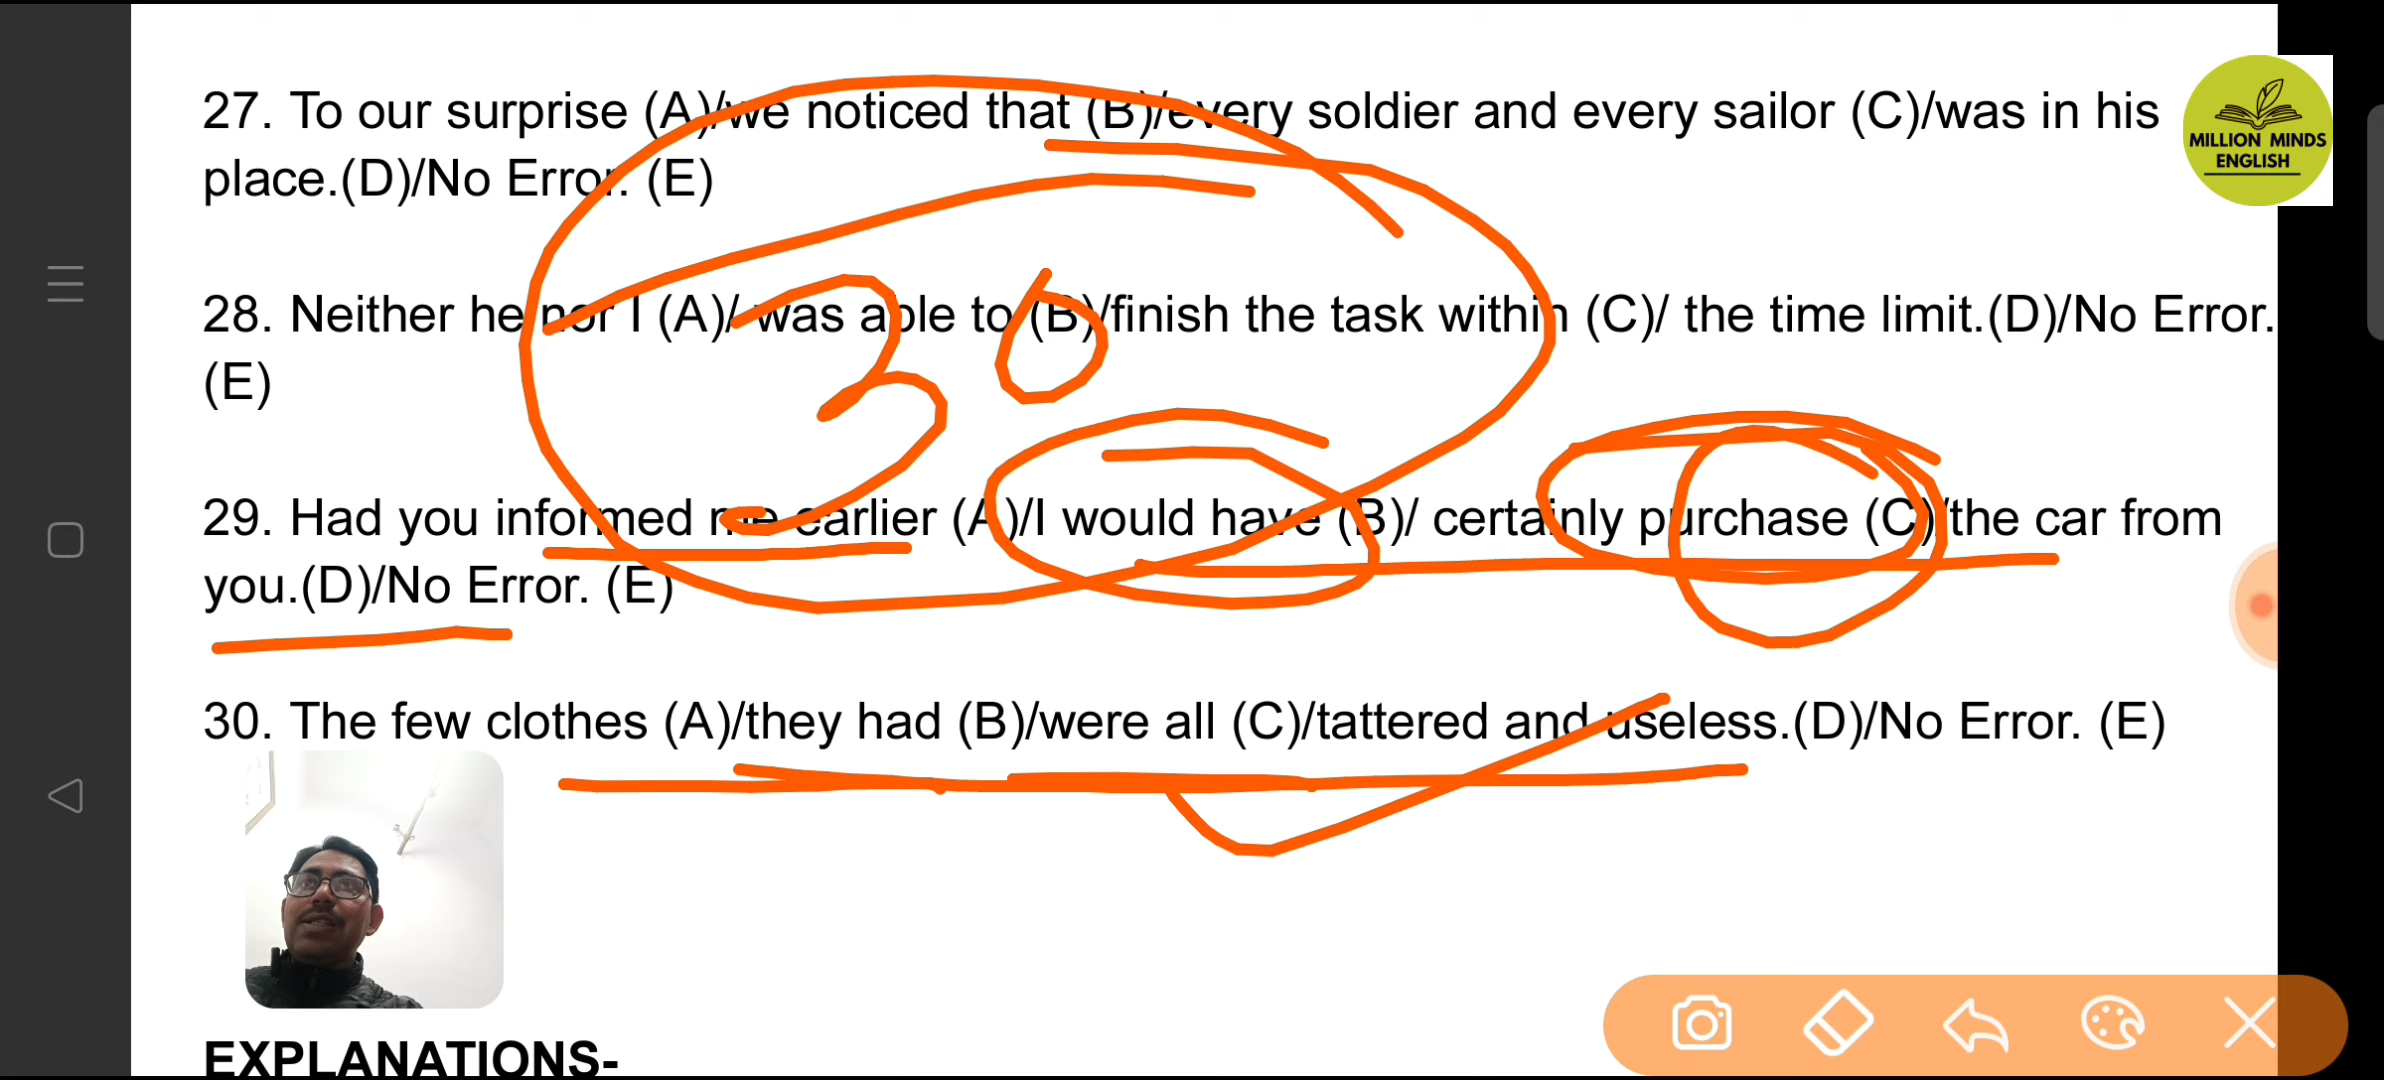 27. To our surprise (A)/we noticed that (B)/every soldier and every sailor (C)/was in his
place.(D)/No Error. (E)
MILLION MINDS
ENGLISH
28. Neither he nor I (A)/ was able to (B)/finish the task within (C)/ the time limit.(D)/No Error.
(E)
30
29. Had you informed me earlier (A)/I would have (B)/ certainly purchase (C)/the car from
you.(D)/No Error. (E)
30. The few clothes (A)/they had (B)/were all (C)/tattered and useless.(D)/No Error. (E)
EXPLANATIONS-